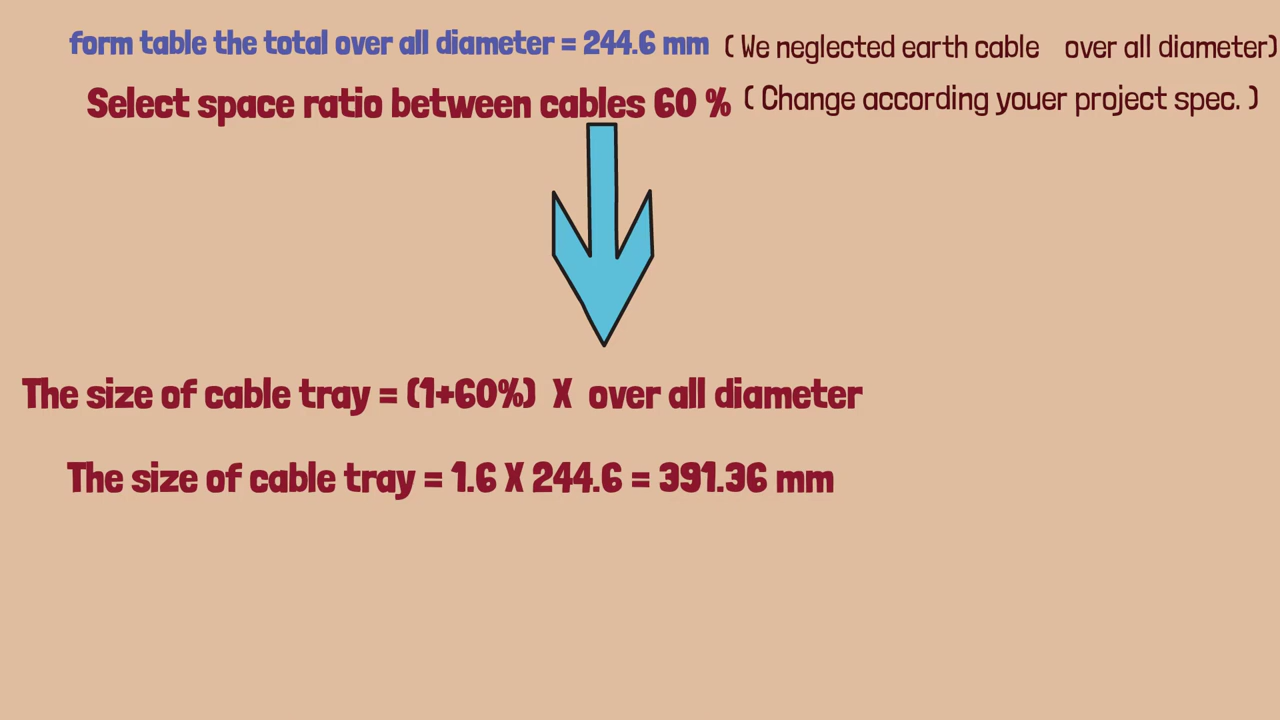 form table the total over all diameter = 244.6 mm ( We neglected earth cable over all diameter)
Select space ratio between cables 60 % ( Change according youer project spec. )
The size of cable tray = (1+60%) X over all diameter
The size of cable tray = 1.6 X 244.6 = 391.36 mm